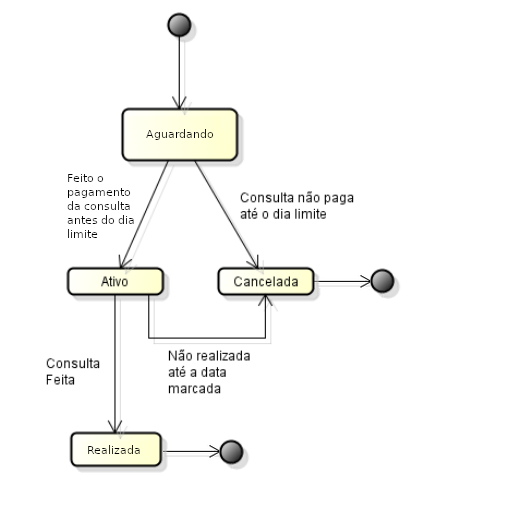 Aguardando
Feito o
pagamento
da consulta
antes do dia
limite
Consulta não paga
até o dia limite
Ativo
Cancelada
Não realizada
até a data
marcada
Consulta
Feita
Realizada